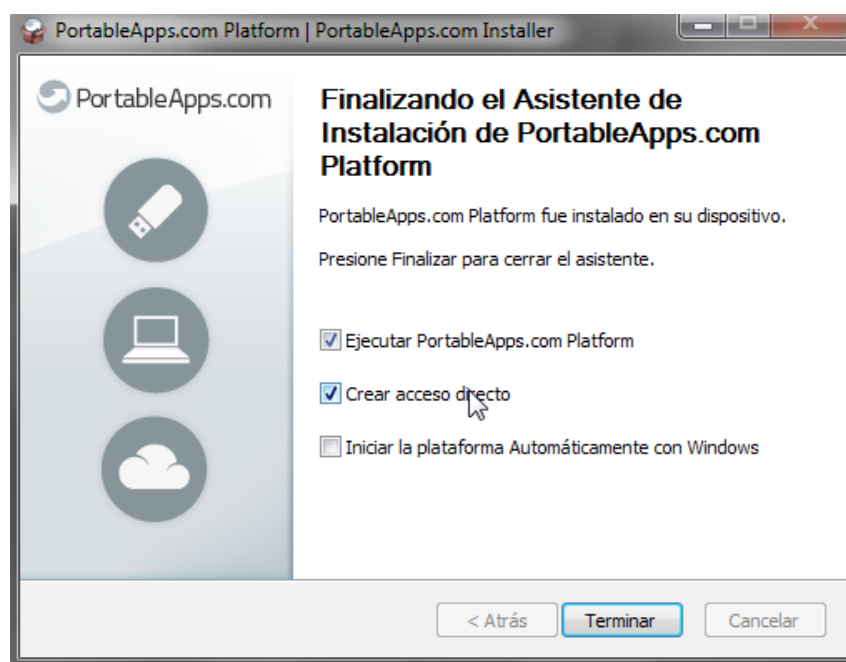 PortableApps.com Platform | PortableApps.com Installer
PortableApps.com
Finalizando el Asistente de
Instalación de PortableApps.com
Platform
PortableApps.com Platform fue instalado en su dispositivo.
Presione Finalizar para cerrar el asistente.
Ejecutar PortableApps.com Platform
Crear acceso directo
Iniciar la plataforma Automáticamente con Windows
< Atrás
Terminar
Cancelar